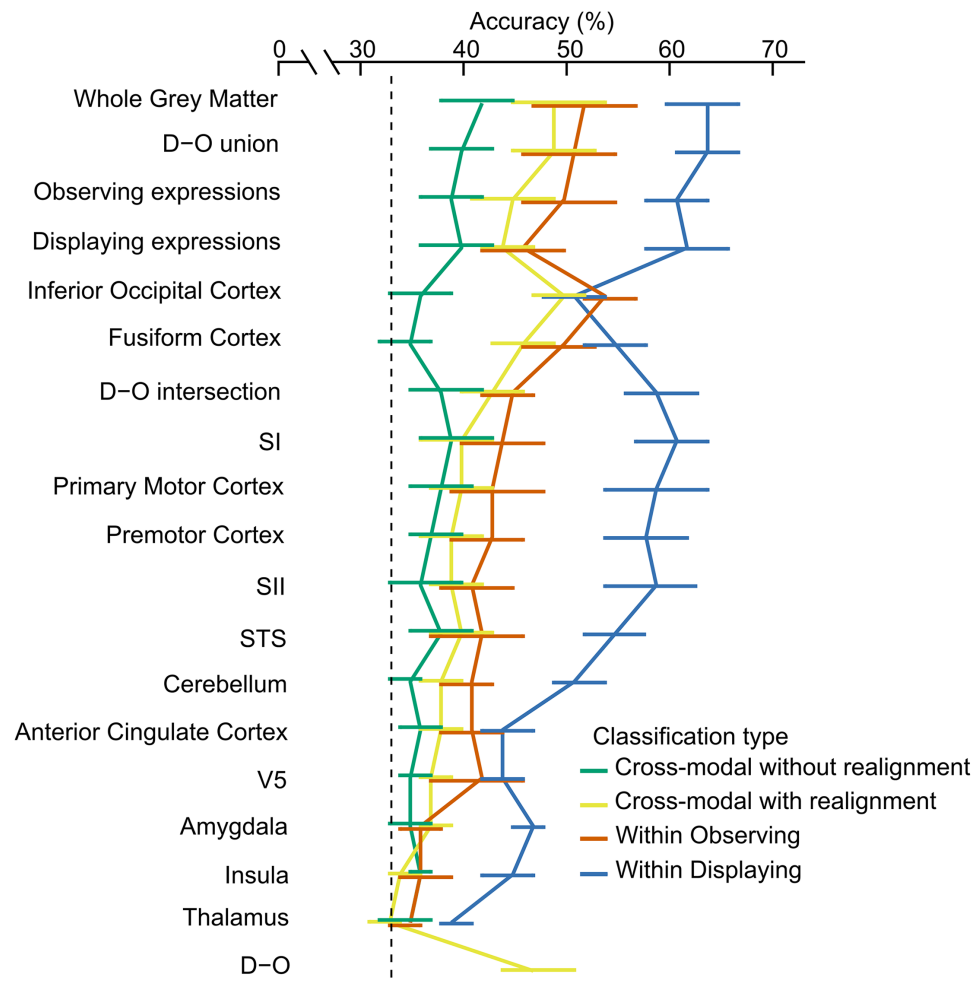 Accuracy (%)
0 30 40 50 60 70
Whole Grey Matter
D−O union
Observing expressions
Displaying expressions
Inferior Occipital Cortex
Fusiform Cortex
D−O intersection
SI
Primary Motor Cortex
Premotor Cortex
SII
STS
Cerebellum
Anterior Cingulate Cortex
V5
Amygdala
Insula
Thalamus
D−O
Classification type
Cross-modal without realignment
Cross-modal with realignment
Within Observing
Within Displaying